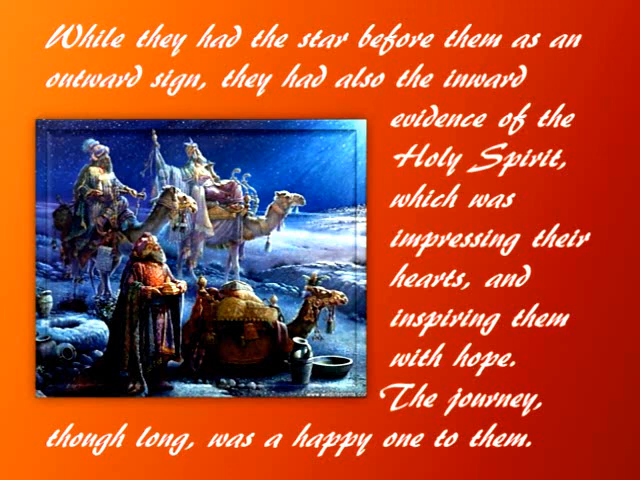 While they had the star before them as an
outward sign, they had also the inward
evidence of the
Holy Spirit,
which was
impressing their
hearts, and
inspiring them
with hope.
The journey,
though long, was a happy one to them.